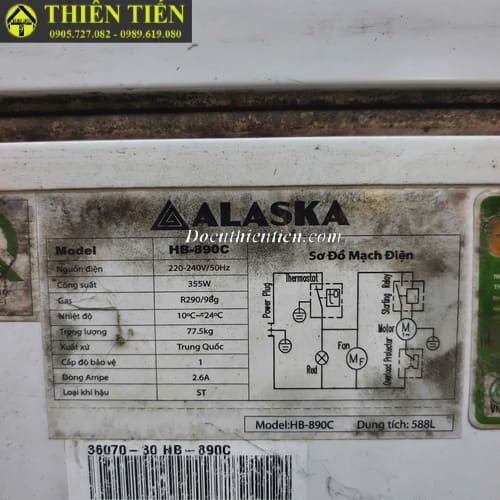 THIÊN TIẾN
0905.727.082 - 0989.619.080
ALASKA
Docuthientien.com
Model HB-890C
Nguồn điện 220-240V/50Hz
Công suất 355W
Gas R290/98g
Nhiệt độ 10°C~≤24°C
Trọng lượng 77.5kg
Xuất xứ Trung Quốc
Cấp độ bảo vệ 1
Dòng Ampe 2.6A
Loại khí hậu ST
Sơ Đồ Mạch Điện
Power Plug
Thermostat
Starting Relay
Motor M
Fan MF
Red
Overload Protector
Model:HB-890C Dung tích: 588L
36070-30 HB-890C